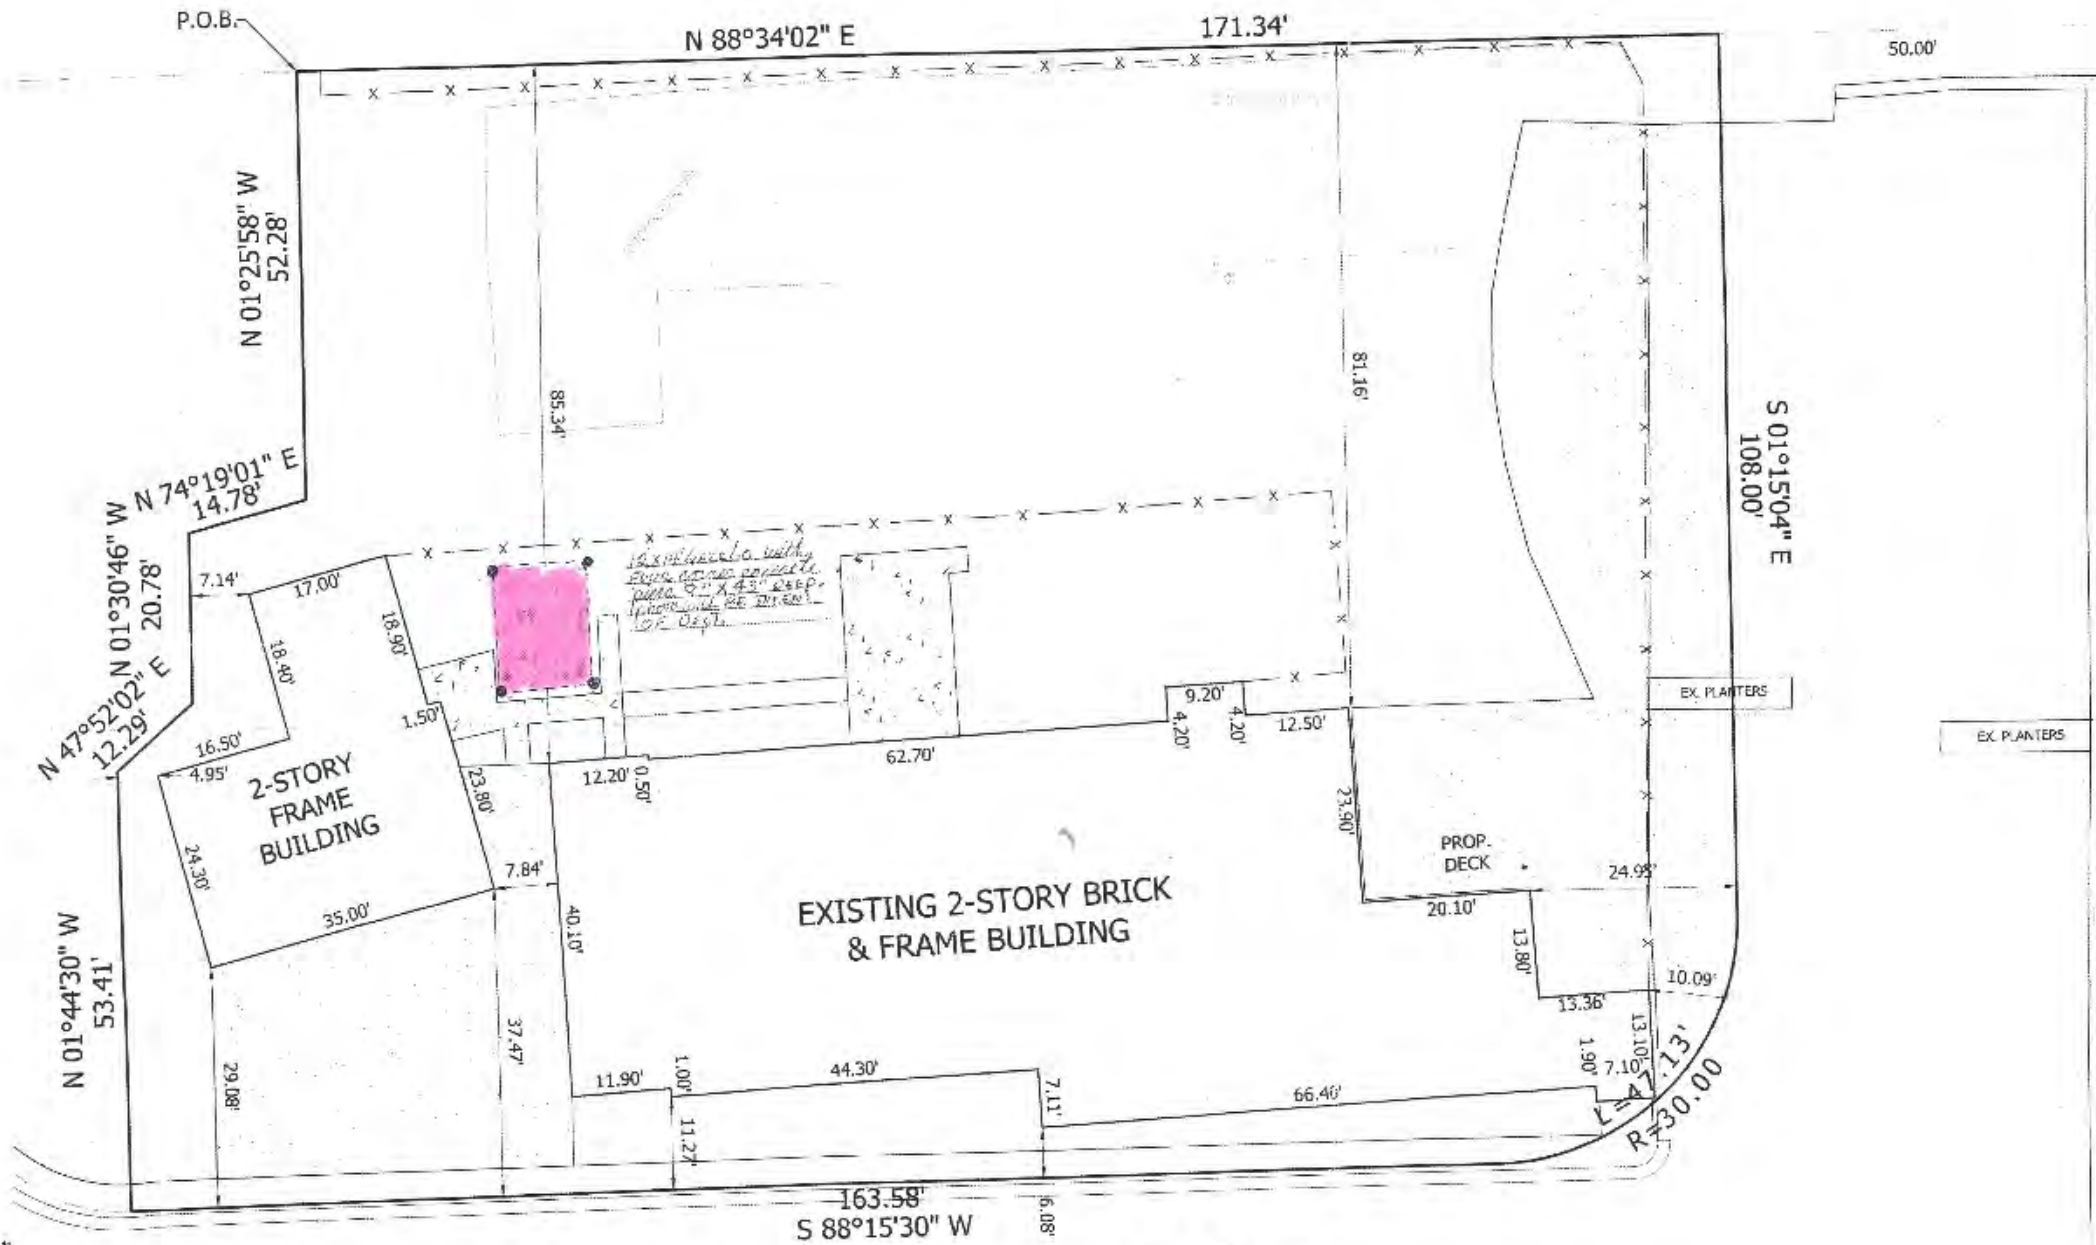 P.O.B.
N 88°34'02" E
171.34'
50.00'
N 01°25'58" W
52.28'
85.34'
81.16'
S 01°15'04" E
108.00'
N 74°19'01" E
14.78'
N 01°30'46" W
20.78'
7.14'
17.00'
18.40'
18.90'
with
X 43" DEEP.
BE
N 47°52'02" E
12.29'
1.50'
16.50'
4.95'
2-STORY
FRAME
BUILDING
23.80'
12.20'
0.50'
62.70'
9.20'
4.20'
4.20'
12.50'
EX. PLANTERS
EX. PLANTERS
23.90'
PROP.
DECK
24.95'
20.10'
24.30'
35.00'
7.84'
40.10'
EXISTING 2-STORY BRICK
& FRAME BUILDING
13.80'
13.36'
10.09'
N 01°44'30" W
53.41'
29.08'
37.47'
11.90'
1.00'
44.30'
7.11'
66.40'
1.90'
7.10'
13.10'
L=47.13'
R=30.00
11.27'
6.08'
163.58'
S 88°15'30" W